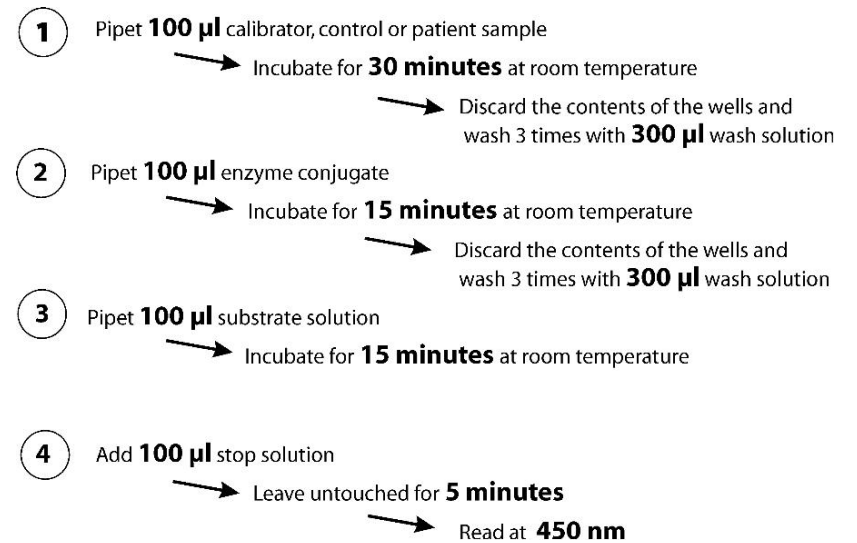 1 Pipet 100 µl calibrator, control or patient sample
Incubate for 30 minutes at room temperature
Discard the contents of the wells and
wash 3 times with 300 µl wash solution
2 Pipet 100 µl enzyme conjugate
Incubate for 15 minutes at room temperature
Discard the contents of the wells and
wash 3 times with 300 µl wash solution
3 Pipet 100 µl substrate solution
Incubate for 15 minutes at room temperature
4 Add 100 µl stop solution
Leave untouched for 5 minutes
Read at 450 nm